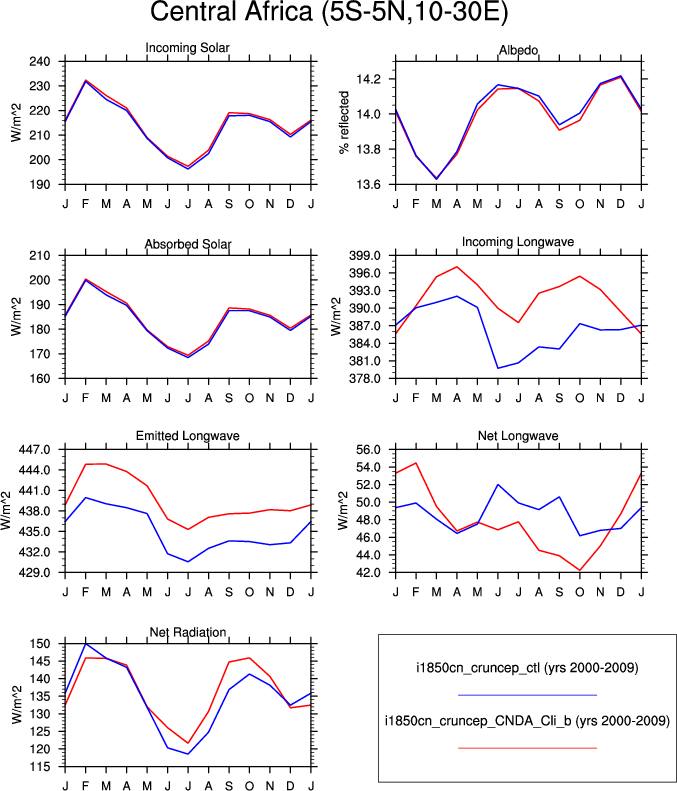 Central Africa (5S-5N,10-30E)
Incoming Solar
Albedo
W/m^2
240
230
220
210
200
190
J F M A M J J A S O N D J
% reflected
14.2
14.0
13.8
13.6
J F M A M J J A S O N D J
Absorbed Solar
Incoming Longwave
W/m^2
210
200
190
180
170
160
J F M A M J J A S O N D J
W/m^2
399.0
396.0
393.0
390.0
387.0
384.0
381.0
378.0
J F M A M J J A S O N D J
Emitted Longwave
Net Longwave
W/m^2
447.0
444.0
441.0
438.0
435.0
432.0
429.0
J F M A M J J A S O N D J
W/m^2
56.0
54.0
52.0
50.0
48.0
46.0
44.0
42.0
J F M A M J J A S O N D J
Net Radiation
W/m^2
150
145
140
135
130
125
120
115
J F M A M J J A S O N D J
i1850cn_cruncep_ctl (yrs 2000-2009)
i1850cn_cruncep_CNDA_Cli_b (yrs 2000-2009)